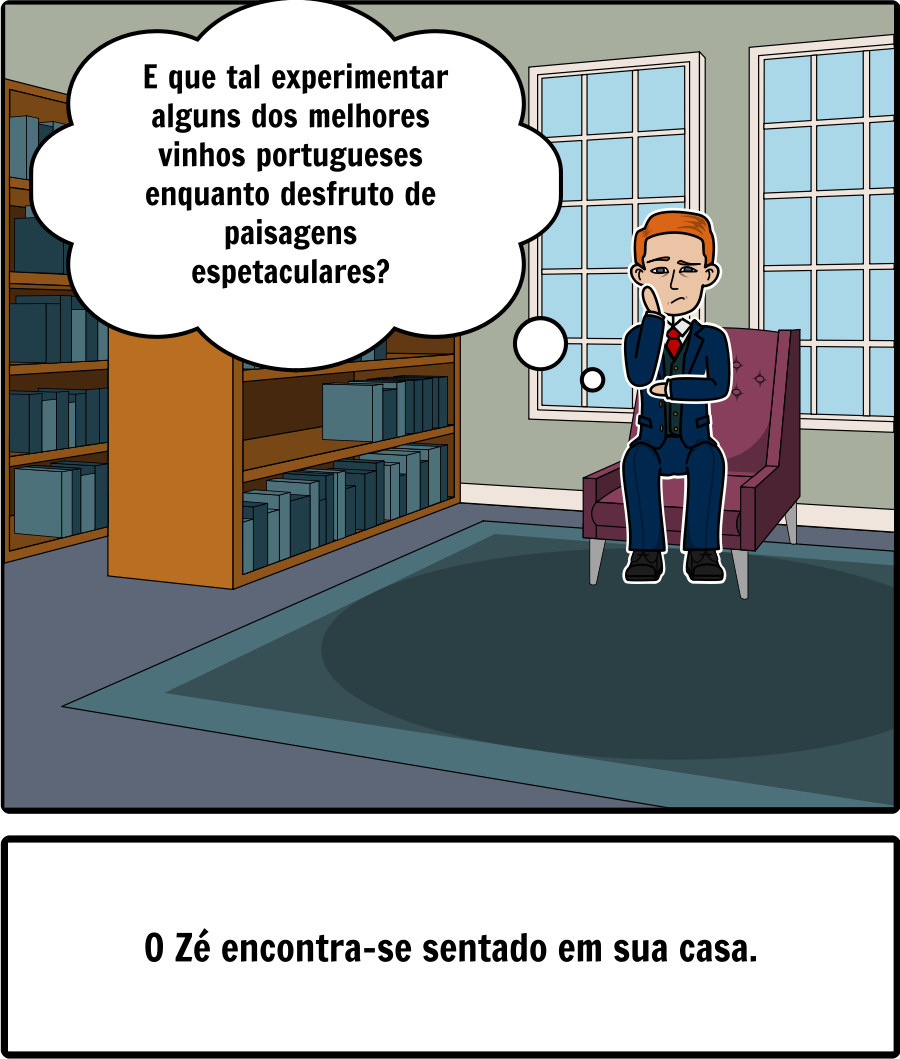 E que tal experimentar
alguns dos melhores
vinhos portugueses
enquanto desfruto de
paisagens
espetaculares?
O Zé encontra-se sentado em sua casa.